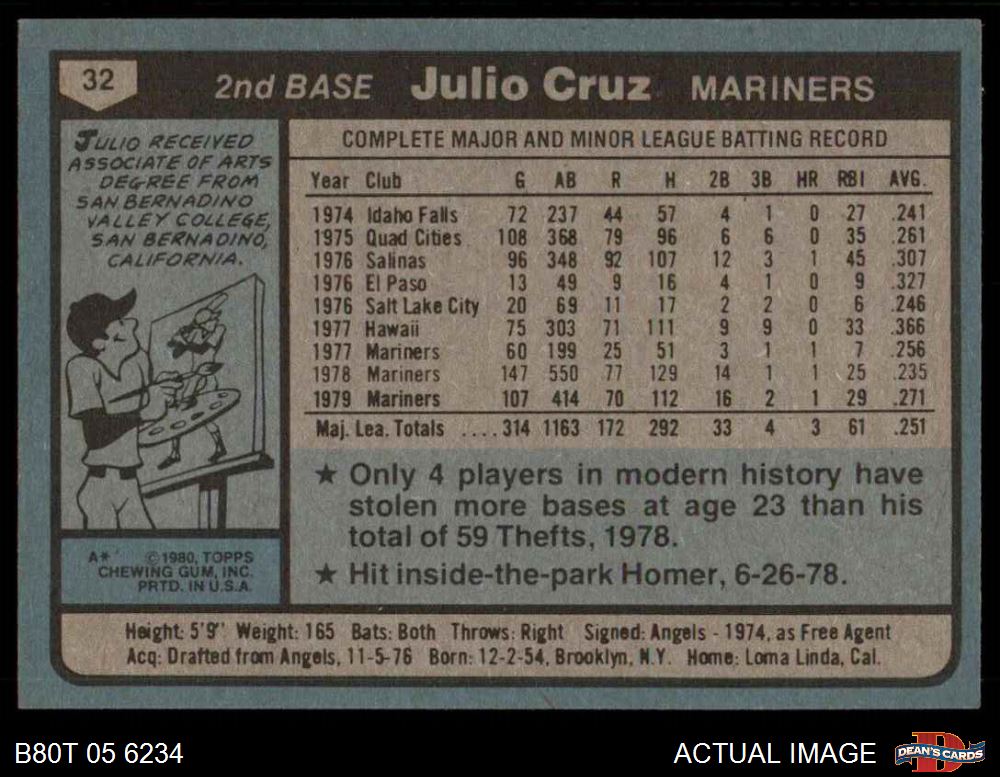 32
2nd BASE Julio Cruz MARINERS
JULIO RECEIVED
ASSOCIATE OF ARTS
DEGREE FROM
SAN BERNADINO
VALLEY COLLEGE,
SAN BERNADINO,
CALIFORNIA.
A* ©1980, TOPPS
CHEWING GUM, INC.
PRTD. IN U.S.A.
COMPLETE MAJOR AND MINOR LEAGUE BATTING RECORD
Year Club G AB R H 2B 3B HR RBI AVG.
1974 Idaho Falls 72 237 44 57 4 1 0 27 .241
1975 Quad Cities 108 368 79 96 6 6 0 35 .261
1976 Salinas 96 348 92 107 12 3 1 45 .307
1976 El Paso 13 49 9 16 4 1 0 9 .327
1976 Salt Lake City 20 69 11 17 2 2 0 6 .246
1977 Hawaii 75 303 71 111 9 9 0 33 .366
1977 Mariners 60 199 25 51 3 1 1 7 .256
1978 Mariners 147 550 77 129 14 1 1 25 .235
1979 Mariners 107 414 70 112 16 2 1 29 .271
Maj. Lea. Totals ....314 1163 172 292 33 4 3 61 .251
★ Only 4 players in modern history have
stolen more bases at age 23 than his
total of 59 Thefts, 1978.
★ Hit inside-the-park Homer, 6-26-78.
Height: 5'9" Weight: 165 Bats: Both Throws: Right Signed: Angels - 1974, as Free Agent
Acq: Drafted from Angels, 11-5-76 Born: 12-2-54, Brooklyn, N.Y. Home: Loma Linda, Cal.
B80T 05 6234 ACTUAL IMAGE
DEAN'S CARDS